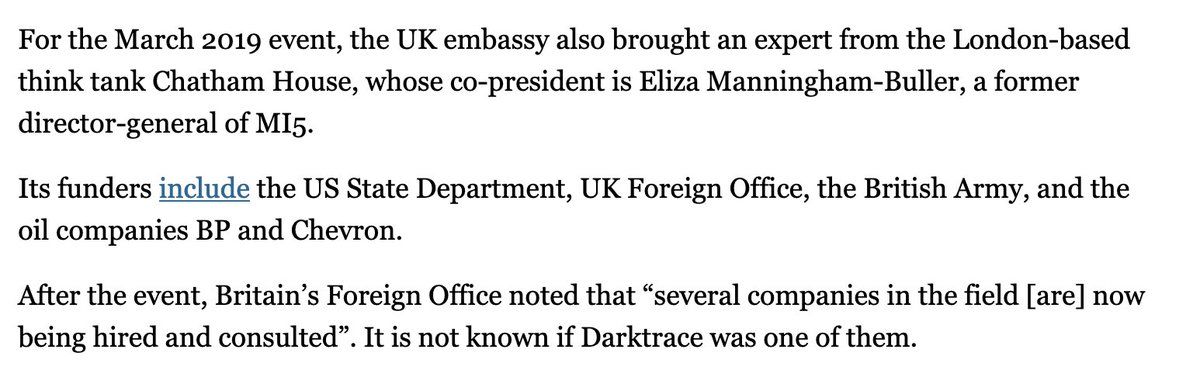 For the March 2019 event, the UK embassy also brought an expert from the London-based
think tank Chatham House, whose co-president is Eliza Manningham-Buller, a former
director-general of MI5.
Its funders include the US State Department, UK Foreign Office, the British Army, and the
oil companies BP and Chevron.
After the event, Britain’s Foreign Office noted that “several companies in the field [are] now
being hired and consulted”. It is not known if Darktrace was one of them.